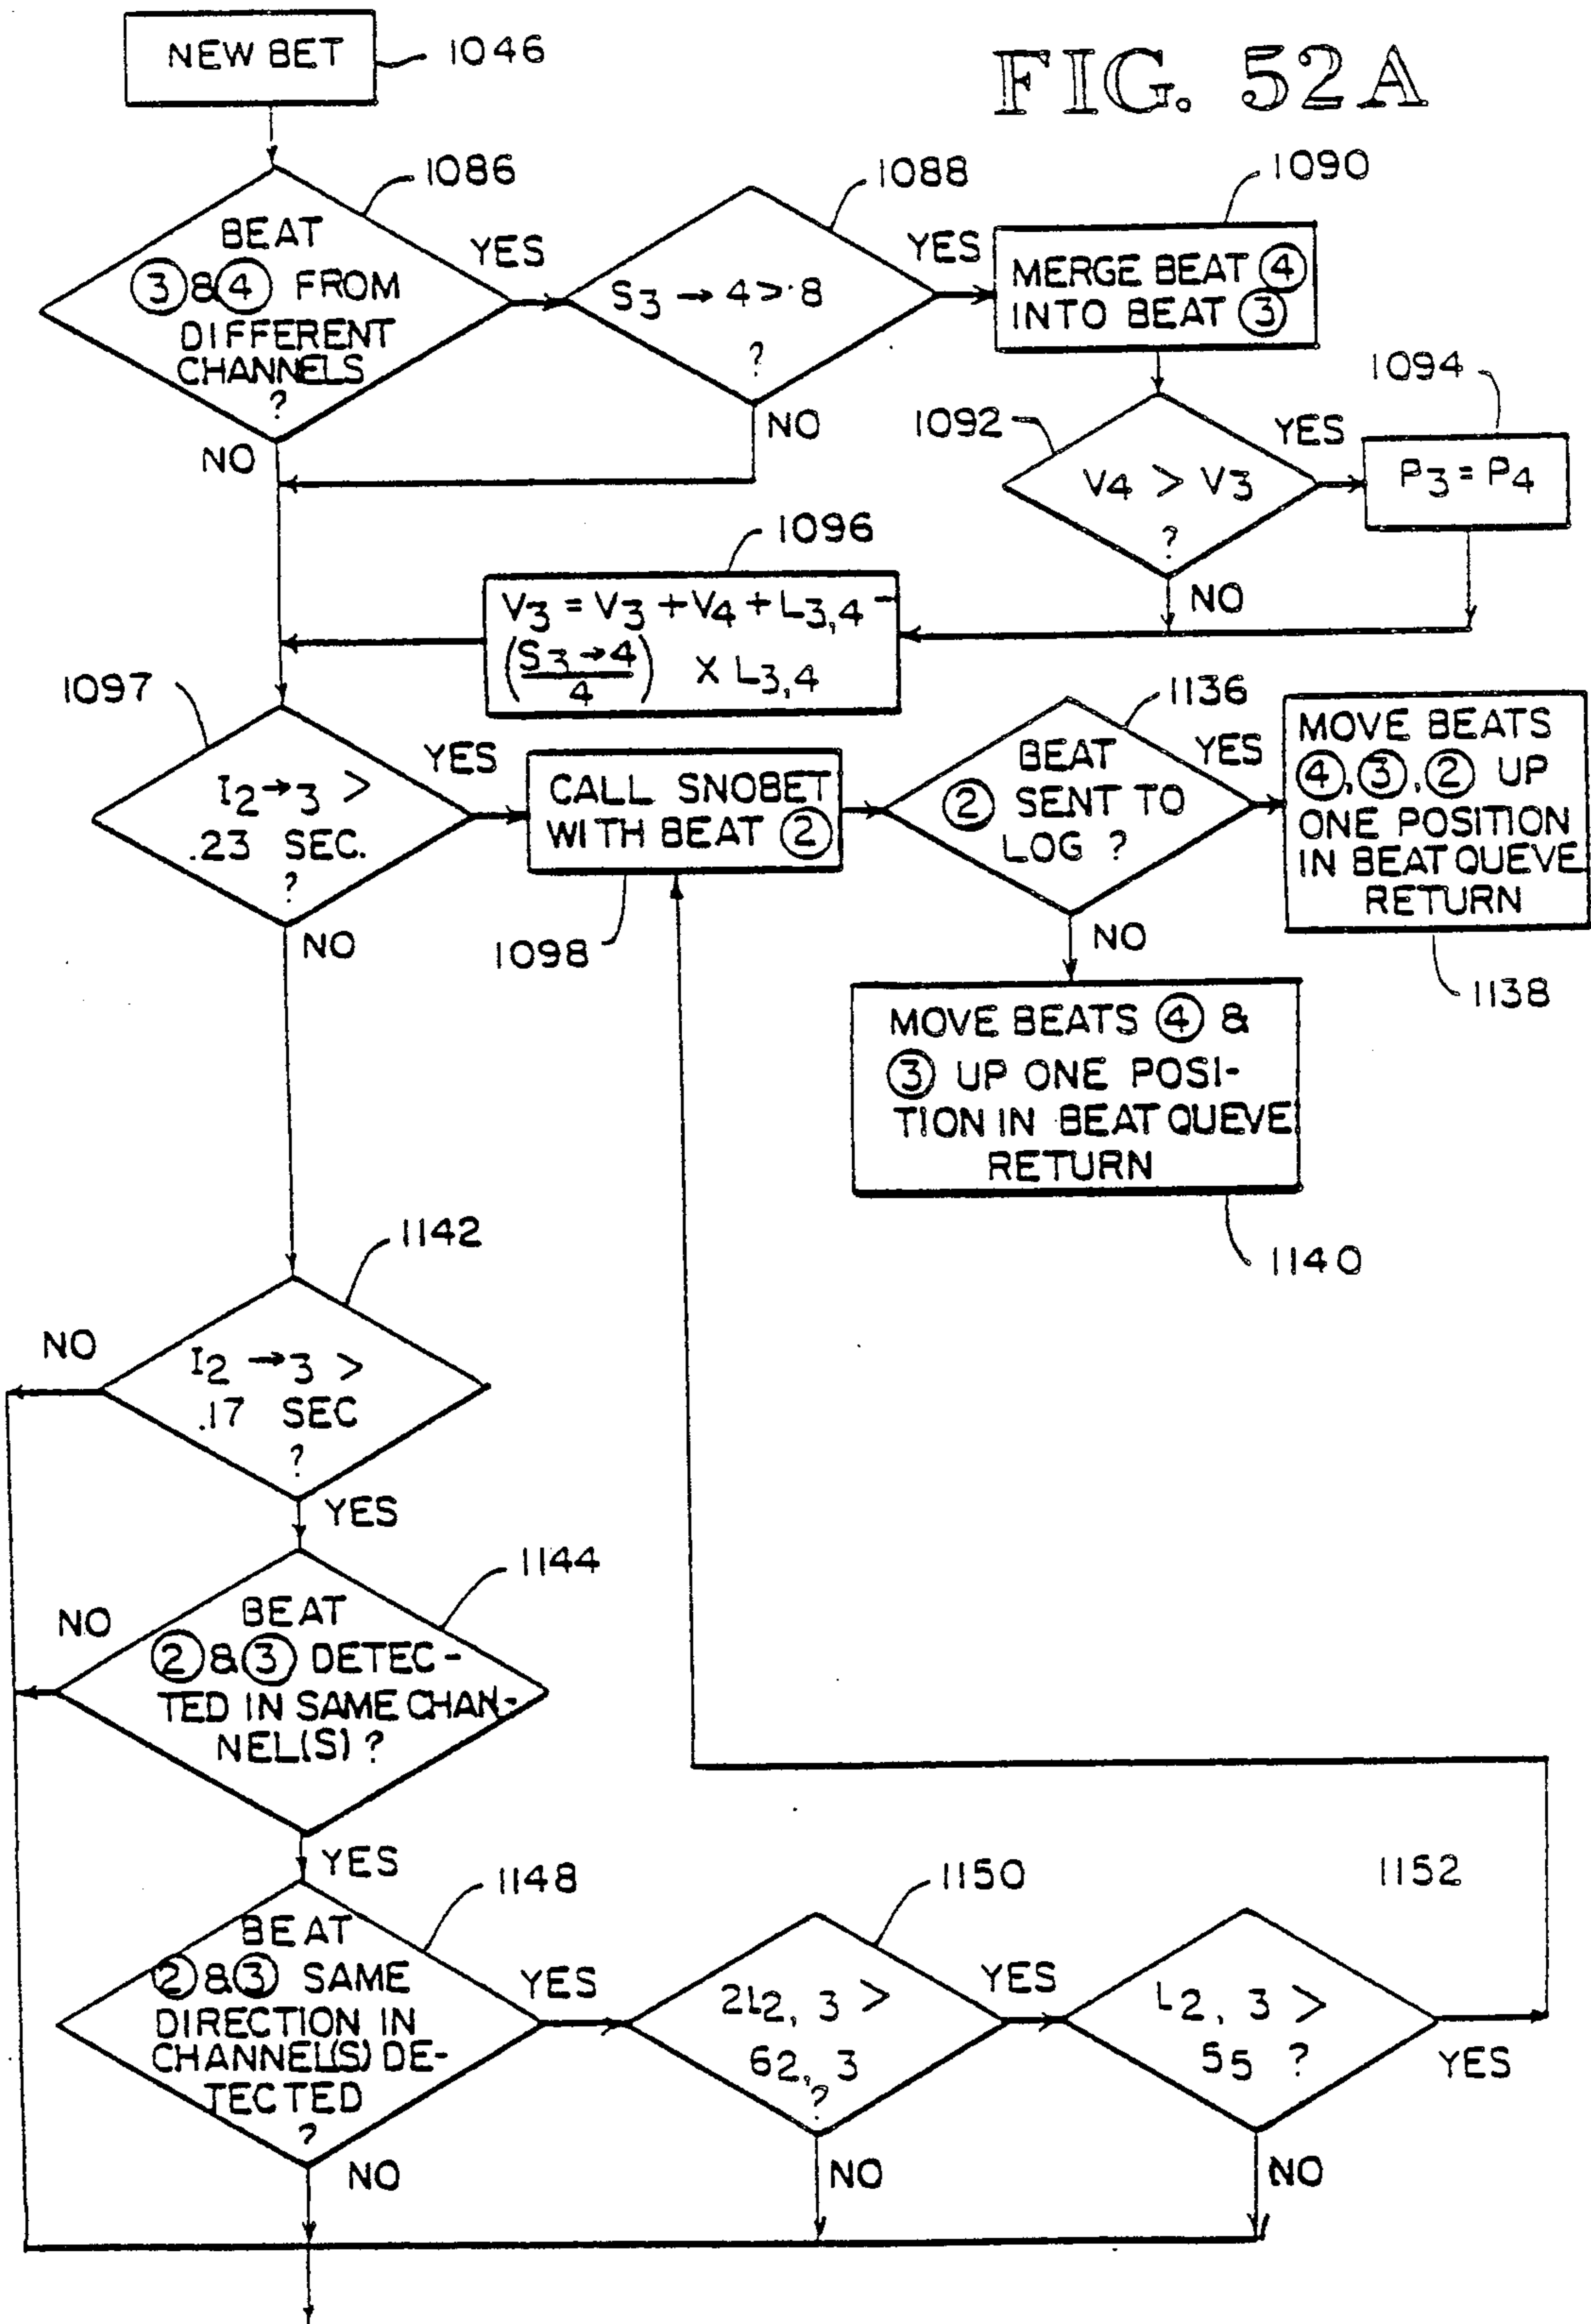 FIG. 52A
NEW BET
1046
1086
BEAT
③&④ FROM
DIFFERENT
CHANNELS
?
YES
NO
1088
S3→4>.8
?
YES
NO
1090
MERGE BEAT ④
INTO BEAT ③
1092
V4 > V3
?
YES
NO
1094
P3=P4
1096
V3=V3+V4+L3,4-
(S3→4/4) X L3,4
1097
I2→3 >
.23 SEC.
?
YES
NO
CALL SNOBET
WITH BEAT ②
1098
1136
BEAT
② SENT TO
LOG ?
YES
NO
MOVE BEATS
④,③,② UP
ONE POSITION
IN BEAT QUEVE
RETURN
1138
MOVE BEATS ④ &
③ UP ONE POSI-
TION IN BEAT QUEVE
RETURN
1140
1142
I2→3 >
.17 SEC
?
NO
YES
1144
BEAT
②&③ DETEC-
TED IN SAME CHAN-
NEL(S) ?
NO
YES
1148
BEAT
②&③ SAME
DIRECTION IN
CHANNEL(S) DE-
TECTED
?
YES
NO
1150
2L2, 3 >
62, 3
?
YES
NO
1152
L2, 3 >
55 ?
YES
NO